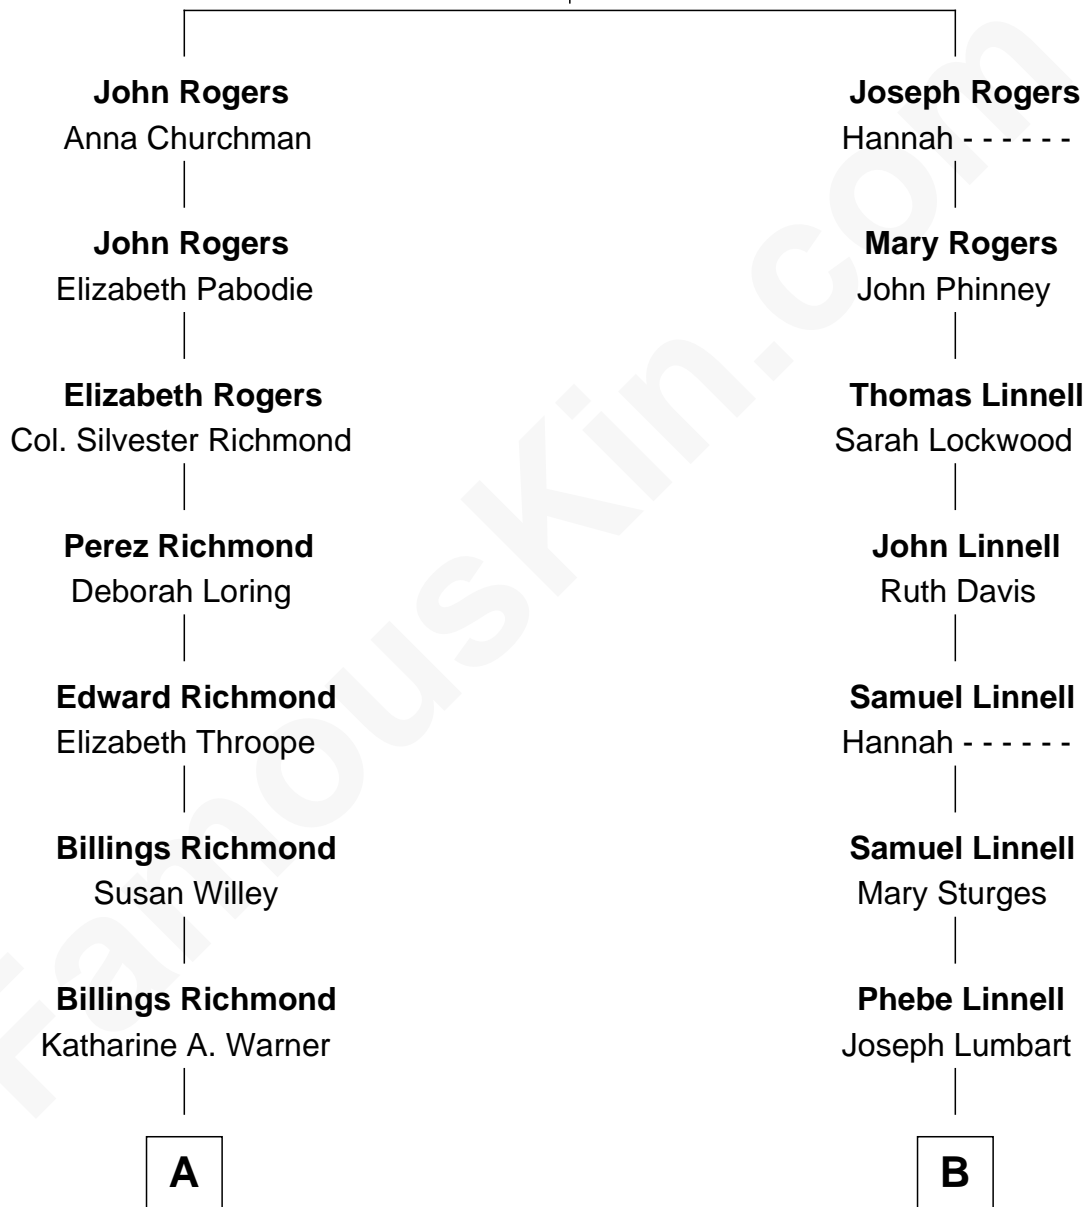 John Rogers
Anna Churchman
John Rogers
Elizabeth Pabodie
Elizabeth Rogers
Col. Silvester Richmond
Perez Richmond
Deborah Loring
Edward Richmond
Elizabeth Throope
Billings Richmond
Susan Willey
Billings Richmond
Katharine A. Warner
A
Joseph Rogers
Hannah - - - - - -
Mary Rogers
John Phinney
Thomas Linnell
Sarah Lockwood
John Linnell
Ruth Davis
Samuel Linnell
Hannah - - - - - -
Samuel Linnell
Mary Sturges
Phebe Linnell
Joseph Lumbart
B
FamousKin.com